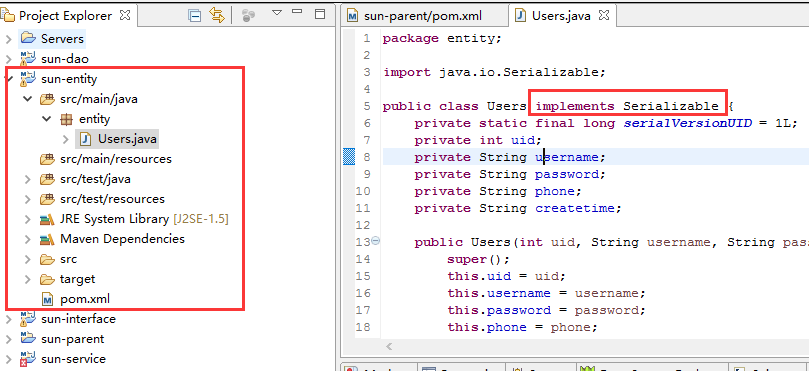 Project Explorer
Servers
sun-dao
sun-entity
src/main/java
entity
Users.java
src/main/resources
src/test/java
src/test/resources
JRE System Library [J2SE-1.5]
Maven Dependencies
src
target
pom.xml
sun-interface
sun-parent
sun-service
sun-parent/pom.xml
Users.java
1 package entity;
2
3 import java.io.Serializable;
4
5 public class Users implements Serializable {
6 private static final long serialVersionUID = 1L;
7 private int uid;
8 private String username;
9 private String password;
10 private String phone;
11 private String createtime;
12
13 public Users(int uid, String username, String pas
14 super();
15 this.uid = uid;
16 this.username = username;
17 this.password = password;
18 this.phone = phone;